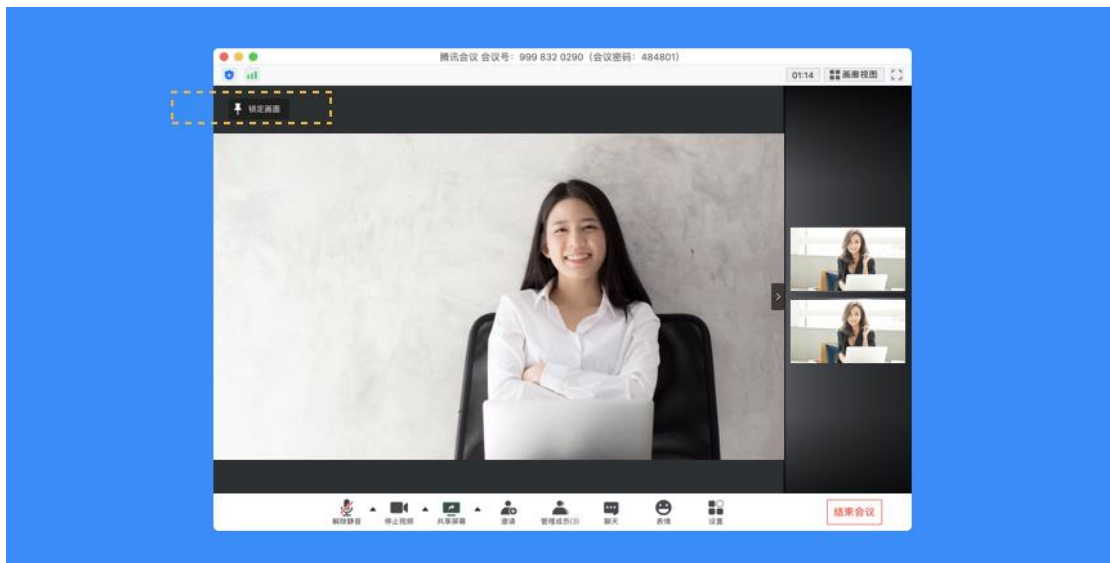 腾讯会议 会议号：999 832 0290（会议密码：484801）
01:14 画廊视图
锁定画面
解除静音 停止视频 共享屏幕 邀请 管理成员(3) 聊天 表情 设置
结束会议